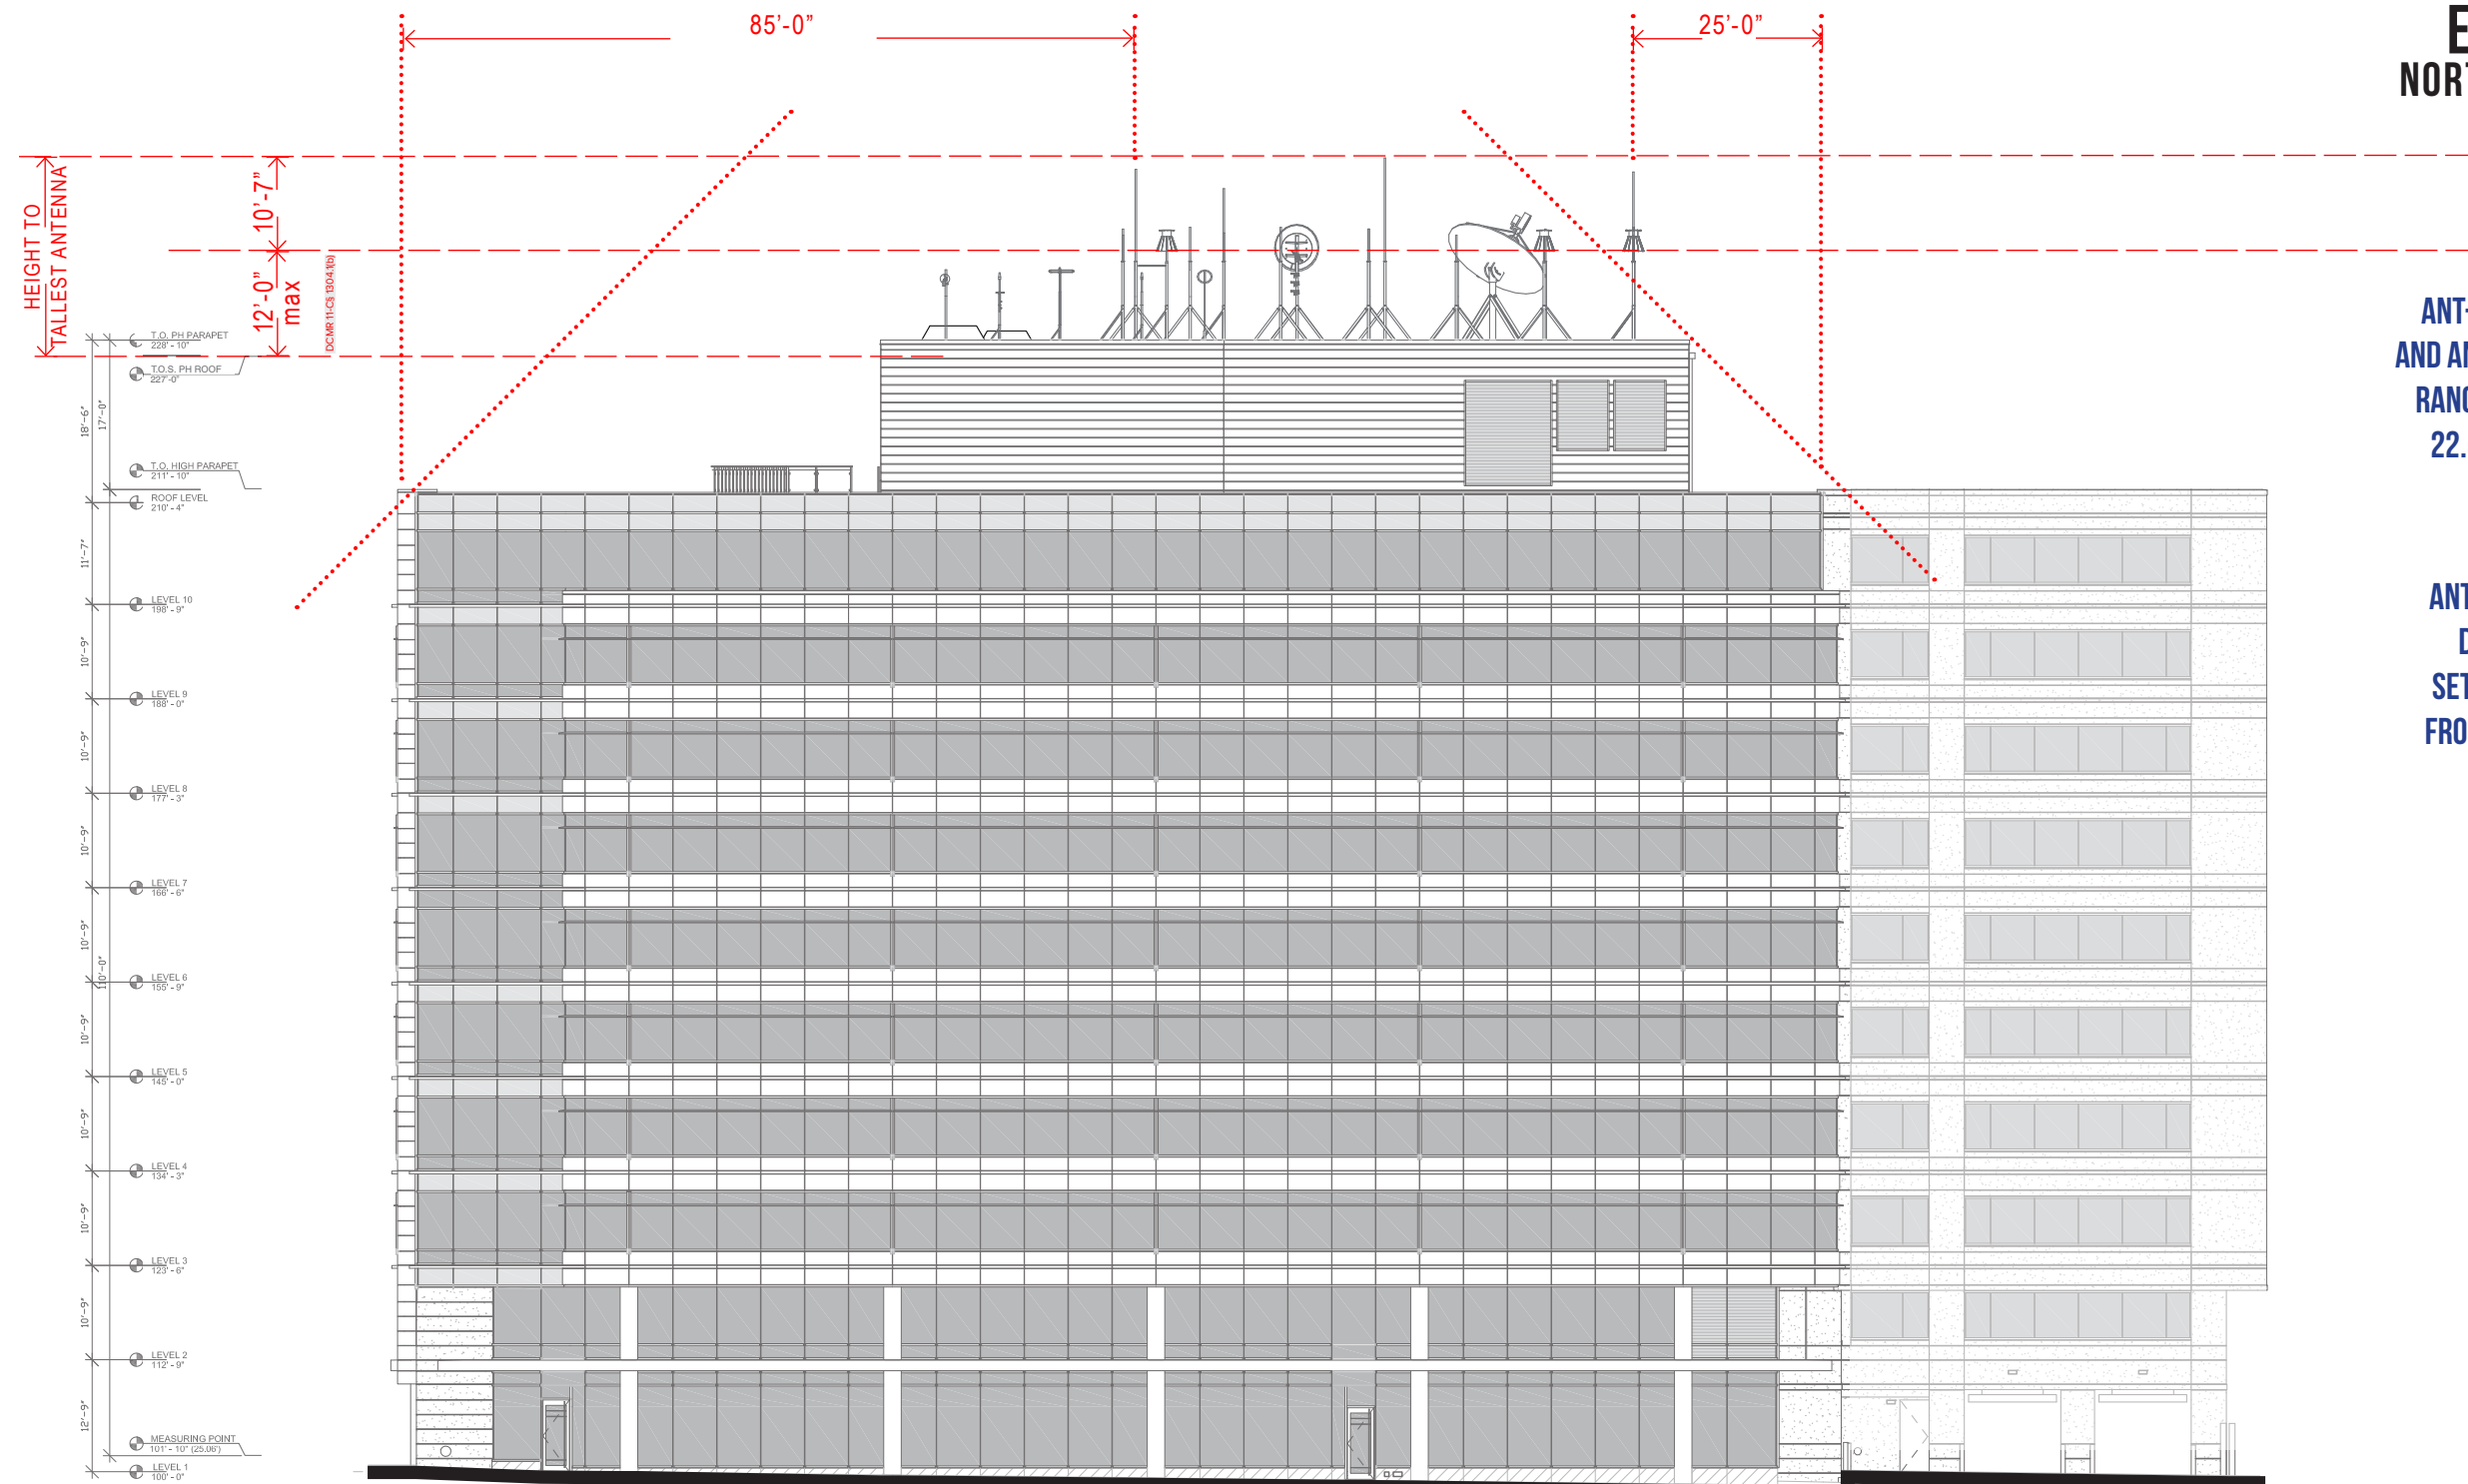 85’-0”
25’-0”
E
NORT
HEIGHT TO
TALLEST ANTENNA
10’-7”
12’-0”
max
DCMR 11-C§ 1304.1(b)
T.O. PH PARAPET
228' - 10"
T.O.S. PH ROOF
227'-0"
18'-6"
17'-0"
T.O. HIGH PARAPET
211' - 10"
ROOF LEVEL
210' - 4"
11'-7"
LEVEL 10
198' - 9"
10'-9"
LEVEL 9
188' - 0"
10'-9"
LEVEL 8
177' - 3"
10'-9"
LEVEL 7
166' - 6"
10'-9"
110'-0"
LEVEL 6
155' - 9"
10'-9"
LEVEL 5
145' - 0"
10'-9"
LEVEL 4
134' - 3"
10'-9"
LEVEL 3
123' - 6"
10'-9"
LEVEL 2
112' - 9"
12'-9"
MEASURING POINT
101' - 10" (25.06')
LEVEL 1
100' - 0"
ANT-
AND AN
RANG
22.
ANT
D
SET
FRO